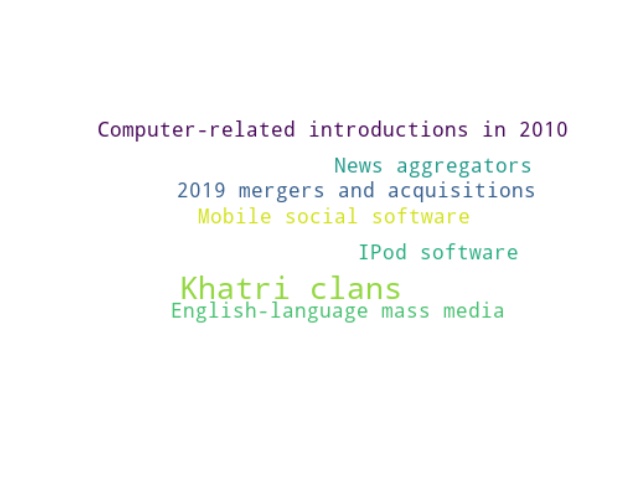 Computer-related introductions in 2010
News aggregators
2019 mergers and acquisitions
Mobile social software
IPod software
Khatri clans
English-language mass media